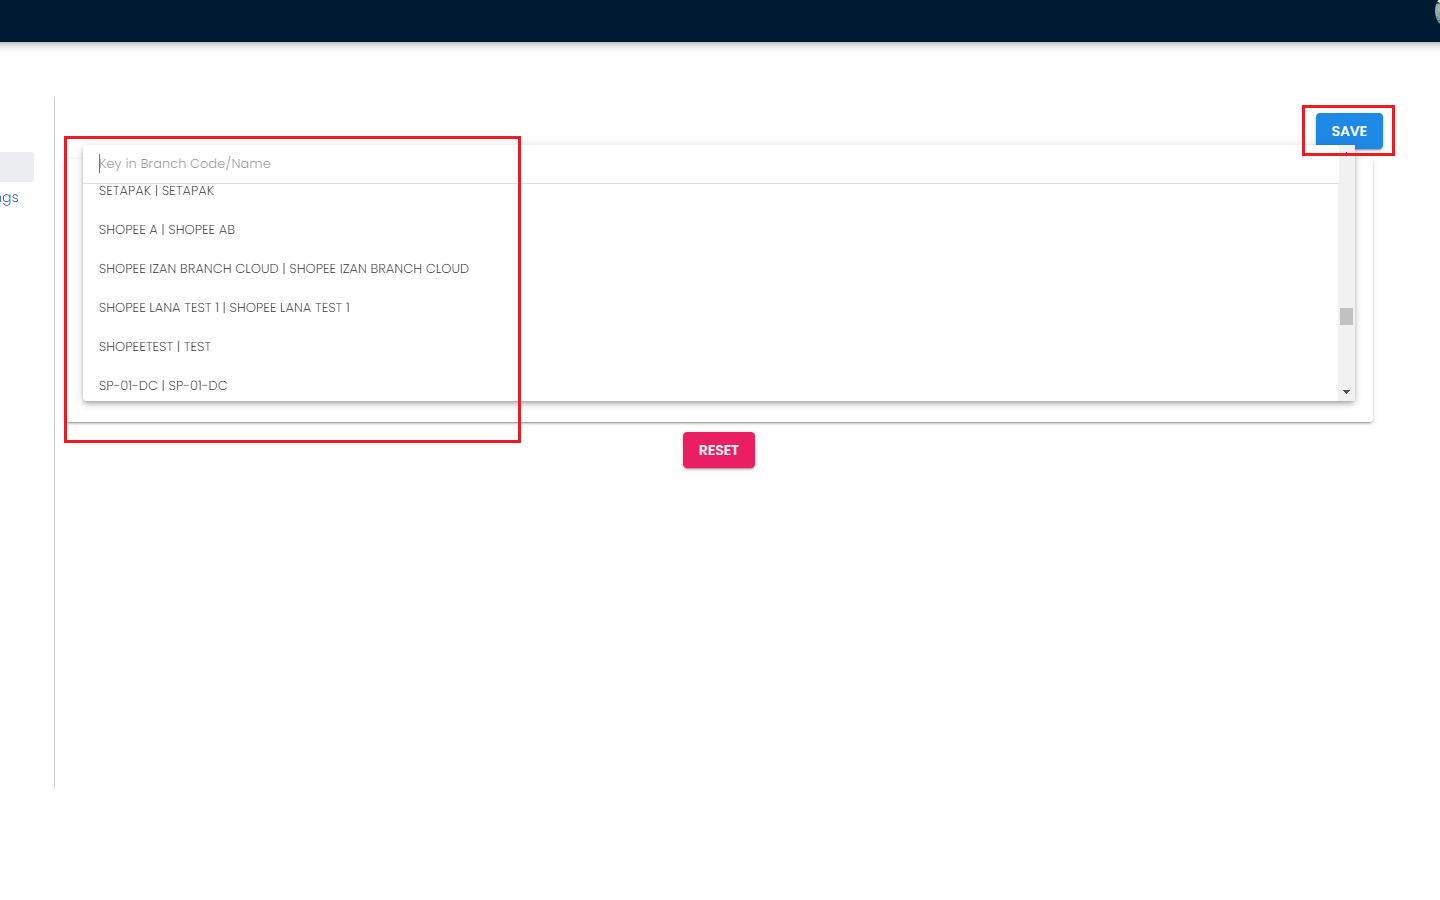 SAVE
Key in Branch Code/Name
SETAPAK | SETAPAK
SHOPEE A | SHOPEE AB
SHOPEE IZAN BRANCH CLOUD | SHOPEE IZAN BRANCH CLOUD
SHOPEE LANA TEST 1 | SHOPEE LANA TEST 1
SHOPEETEST | TEST
SP-01-DC | SP-01-DC
RESET